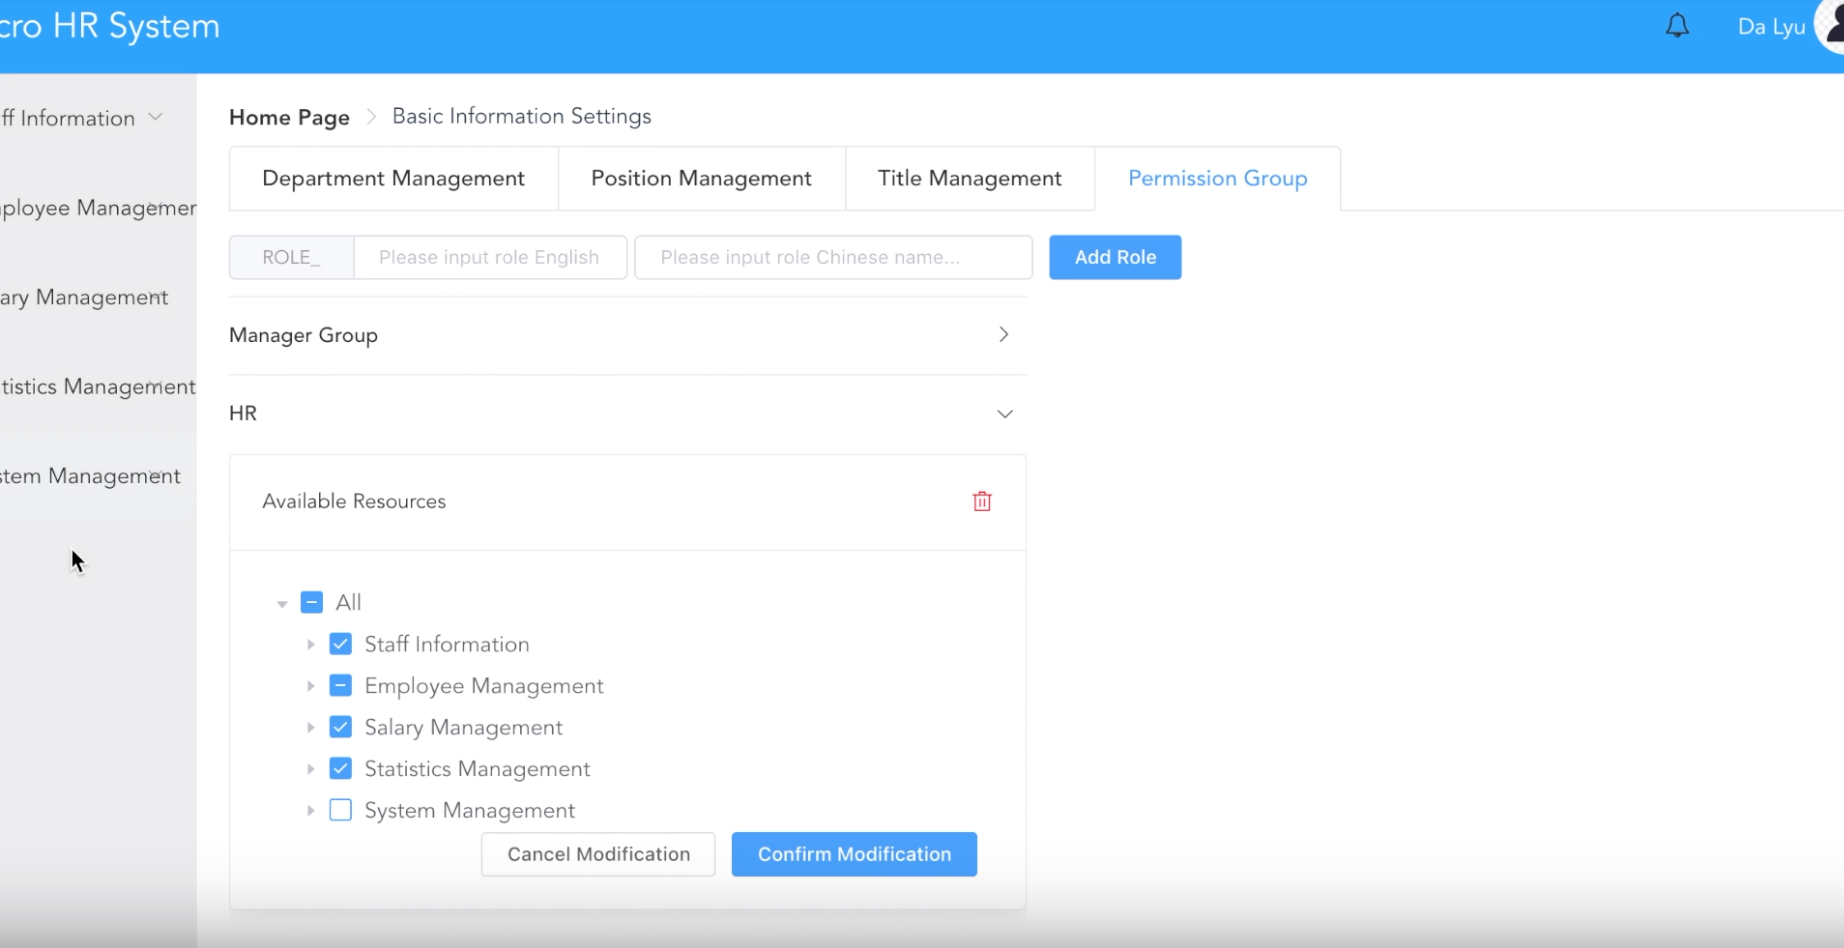 cro HR System
Da Lyu
ff Information
ployee Managemen
ary Management
tistics Management
stem Management
Home Page
Basic Information Settings
Department Management
Position Management
Title Management
Permission Group
ROLE_
Please input role English
Please input role Chinese name...
Add Role
Manager Group
HR
Available Resources
All
Staff Information
Employee Management
Salary Management
Statistics Management
System Management
Cancel Modification
Confirm Modification